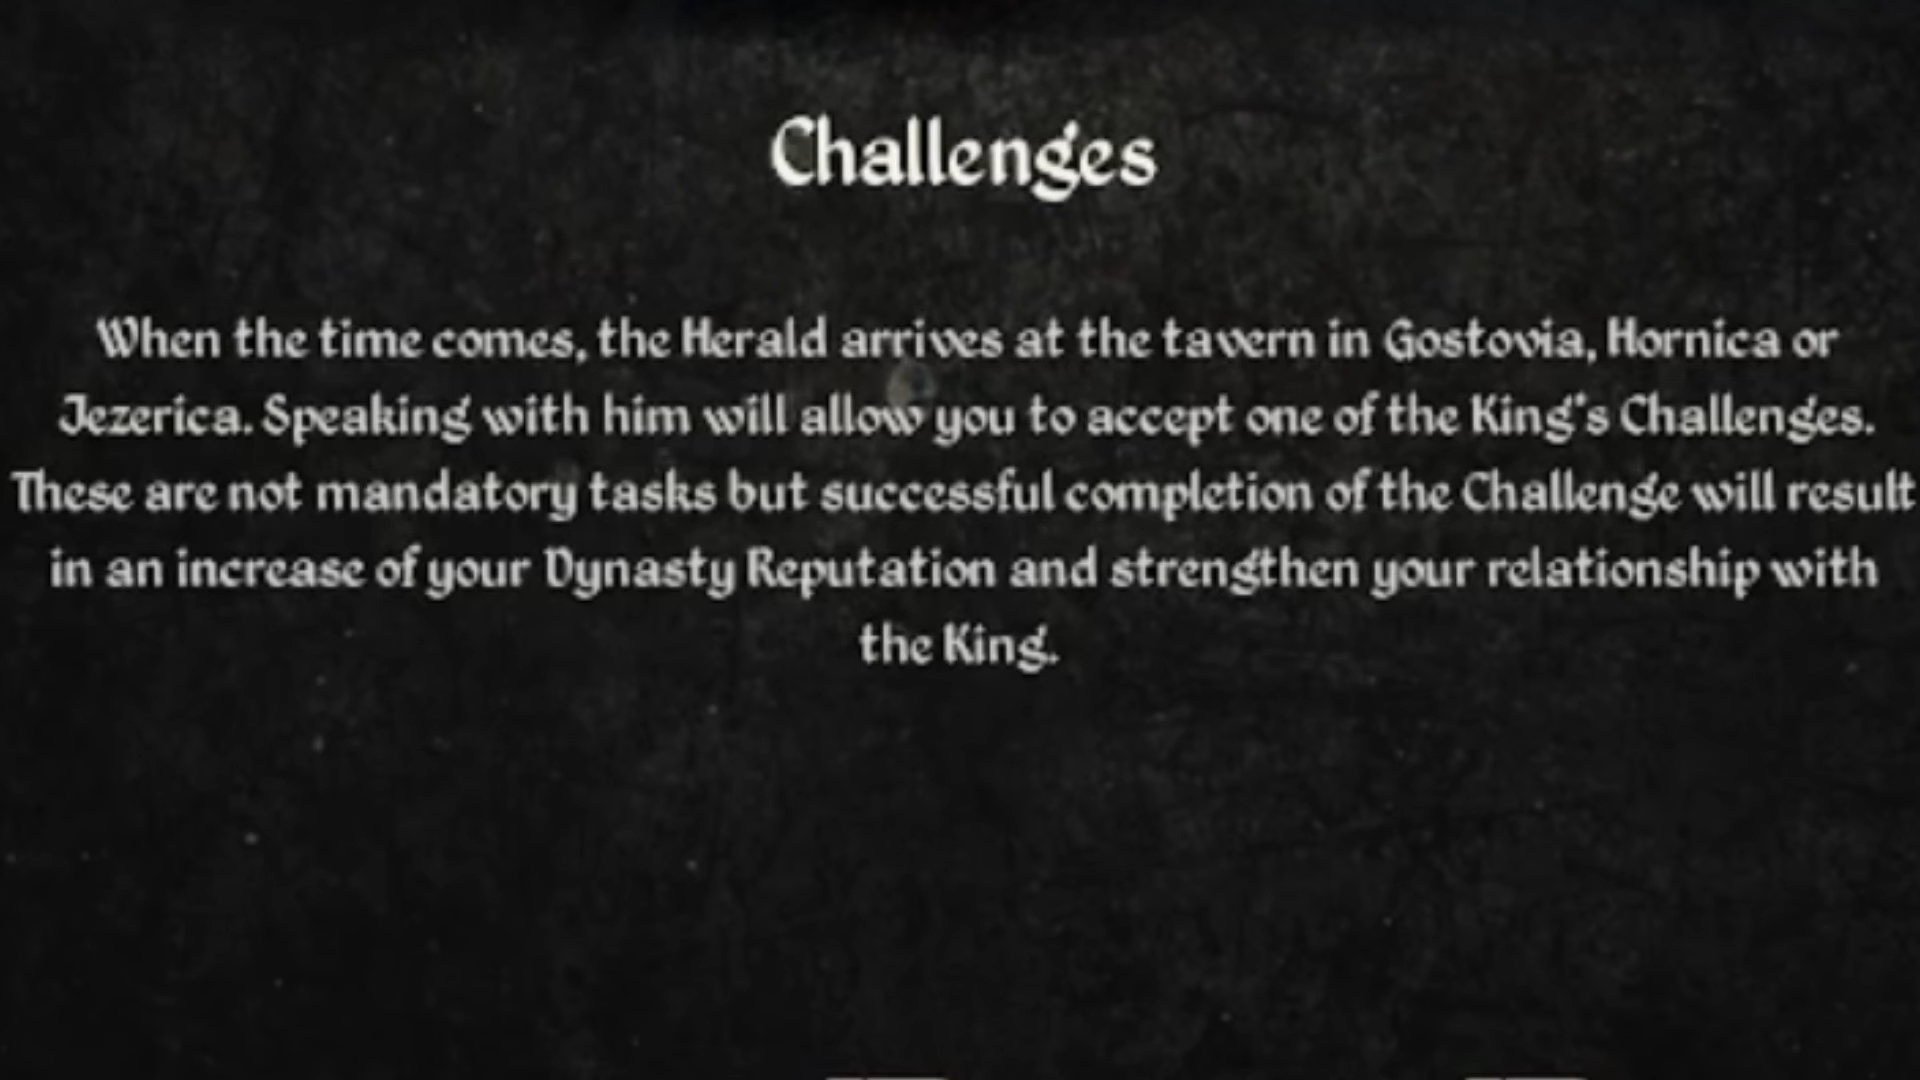 Challenges
When the time comes, the Herald arrives at the tavern in Gostovia, Hornica or
Jezerica. Speaking with him will allow you to accept one of the King's Challenges.
These are not mandatory tasks but successful completion of the Challenge will result
in an increase of your Dynasty Reputation and strengthen your relationship with
the King.